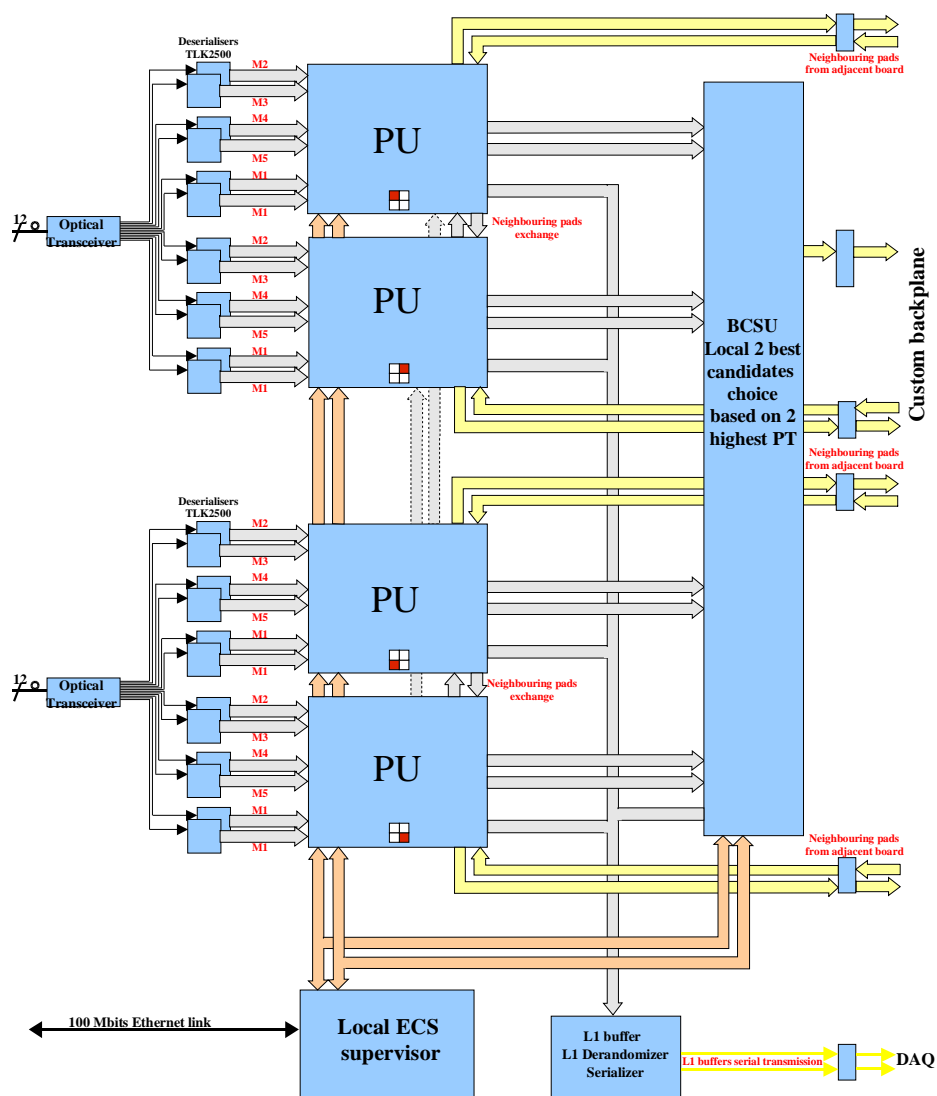 Deserialisers
TLK2500
M2
M3
M4
M5
M1
M1
M2
M3
M4
M5
M1
M1
12
Optical
Transceiver
PU
PU
Neighbouring pads
exchange
Neighbouring pads
from adjacent board
BCSU
Local 2 best
candidates
choice
based on 2
highest PT
Custom backplane
Neighbouring pads
from adjacent board
Deserialisers
TLK2500
M2
M3
M4
M5
M1
M1
M2
M3
M4
M5
M1
M1
12
Optical
Transceiver
PU
PU
Neighbouring pads
exchange
Neighbouring pads
from adjacent board
100 Mbits Ethernet link
Local ECS
supervisor
L1 buffer
L1 Derandomizer
Serializer
L1 buffers serial transmission
DAQ